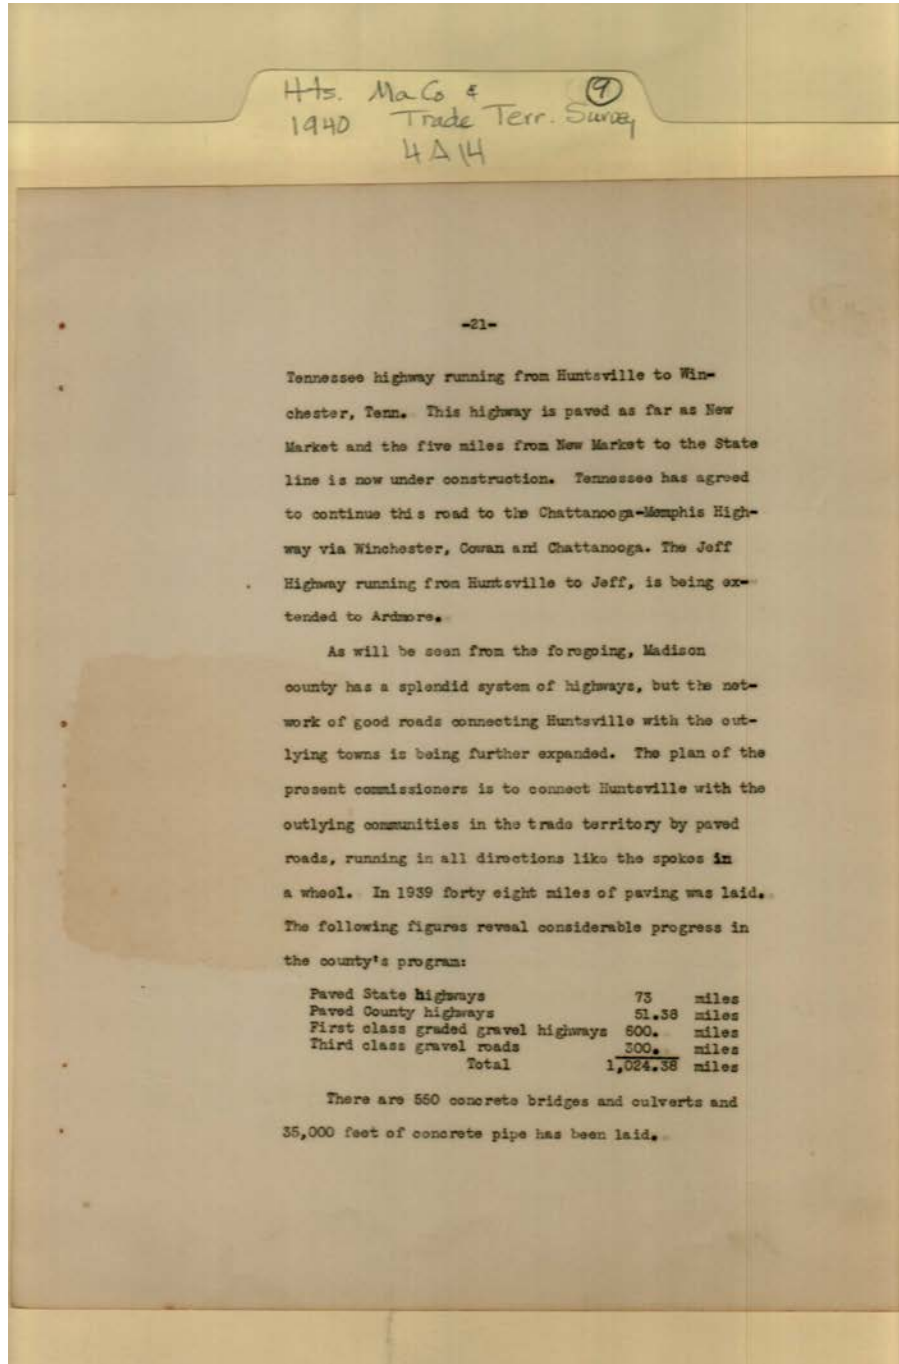 Hts. Ma Co & 9
1940 Trade Terr. Survey
4A14
-21-
Tennessee highway running from Huntsville to Win-
chester, Tenn. This highway is paved as far as New
Market and the five miles from New Market to the State
line is now under construction. Tennessee has agreed
to continue this road to the Chattanooga-Memphis High-
way via Winchester, Cowan and Chattanooga. The Jeff
Highway running from Huntsville to Jeff, is being ex-
tended to Ardmore.
As will be seen from the foregoing, Madison
county has a splendid system of highways, but the net-
work of good roads connecting Huntsville with the out-
lying towns is being further expanded. The plan of the
present commissioners is to connect Huntsville with the
outlying communities in the trade territory by paved
roads, running in all directions like the spokes in
a wheel. In 1939 forty eight miles of paving was laid.
The following figures reveal considerable progress in
the county's program:
Paved State highways 73 miles
Paved County highways 51.38 miles
First class graded gravel highways 600. miles
Third class gravel roads 300. miles
Total 1,024.38 miles
There are 550 concrete bridges and culverts and
35,000 feet of concrete pipe has been laid.